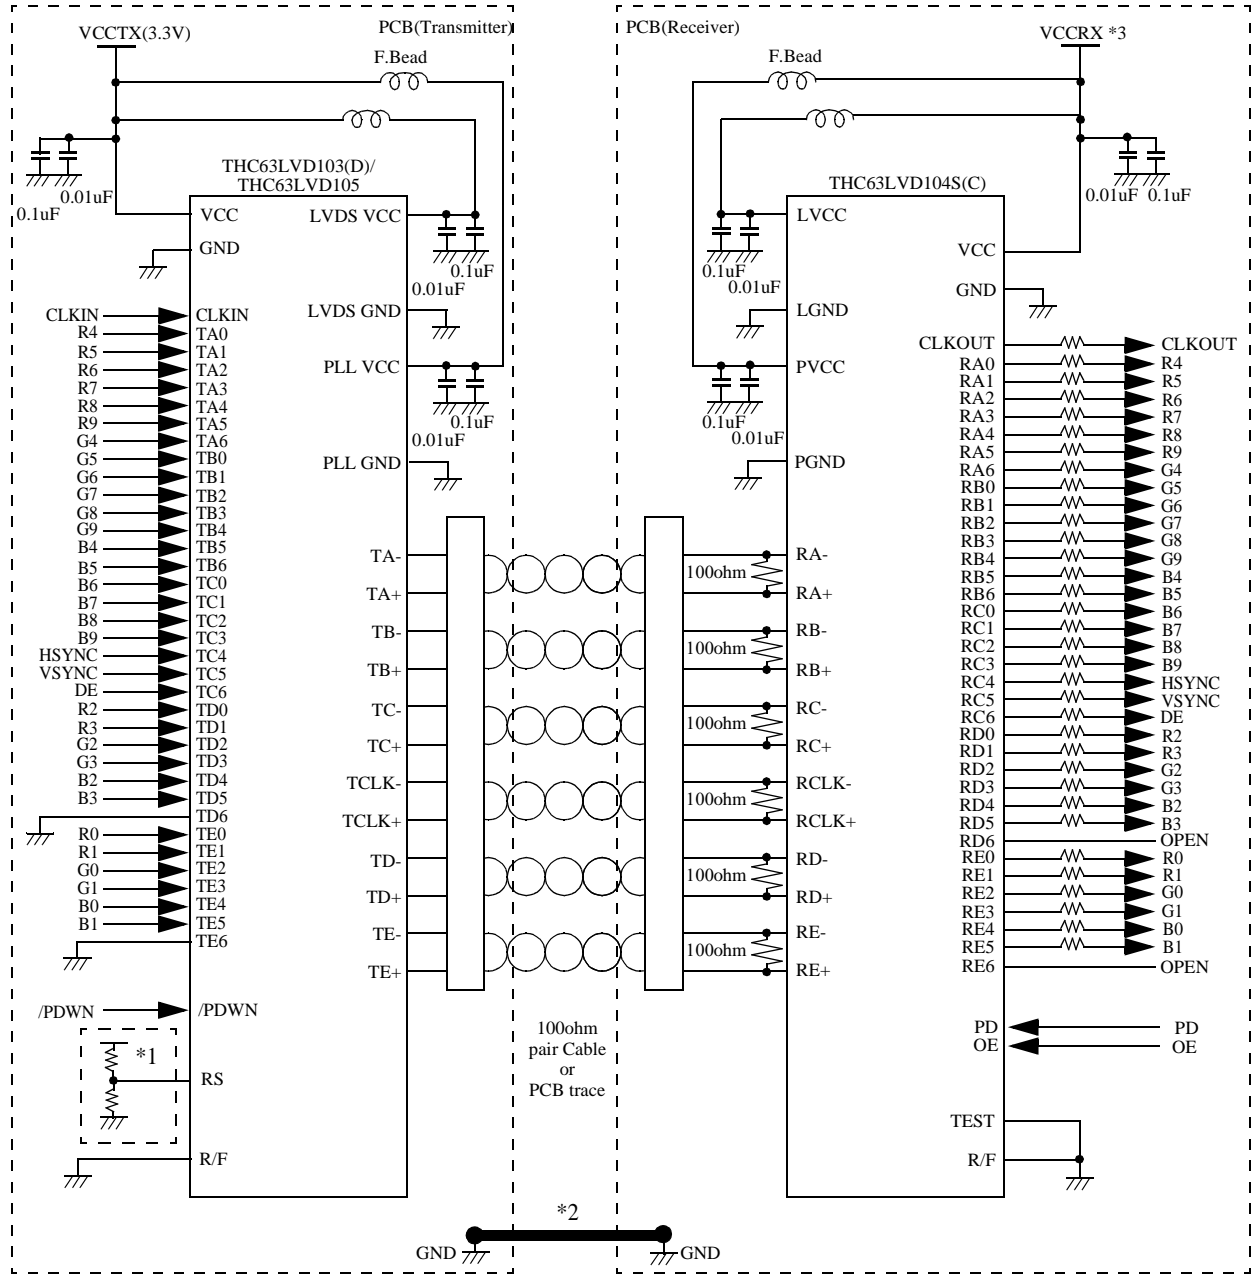 PCB(Transmitter)
VCCTX(3.3V)
F.Bead
0.1uF
0.01uF
THC63LVD103(D)/
THC63LVD105
VCC
GND
LVDS VCC
0.1uF
0.01uF
LVDS GND
PLL VCC
0.1uF
0.01uF
PLL GND
CLKIN CLKIN
R4 TA0
R5 TA1
R6 TA2
R7 TA3
R8 TA4
R9 TA5
G4 TA6
G5 TB0
G6 TB1
G7 TB2
G8 TB3
G9 TB4
B4 TB5
B5 TB6
B6 TC0
B7 TC1
B8 TC2
B9 TC3
HSYNC TC4
VSYNC TC5
DE TC6
R2 TD0
R3 TD1
G2 TD2
G3 TD3
B2 TD4
B3 TD5
TD6
R0 TE0
R1 TE1
G0 TE2
G1 TE3
B0 TE4
B1 TE5
TE6
/PDWN /PDWN
*1
RS
R/F
TA-
TA+
TB-
TB+
TC-
TC+
TCLK-
TCLK+
TD-
TD+
TE-
TE+
100ohm
pair Cable
or
PCB trace
*2
GND GND
PCB(Receiver)
VCCRX *3
F.Bead
0.01uF 0.1uF
THC63LVD104S(C)
LVCC
0.1uF
0.01uF
LGND
PVCC
0.1uF
0.01uF
PGND
100ohm
RA-
RA+
100ohm
RB-
RB+
100ohm
RC-
RC+
100ohm
RCLK-
RCLK+
100ohm
RD-
RD+
100ohm
RE-
RE+
VCC
GND
CLKOUT CLKOUT
RA0 R4
RA1 R5
RA2 R6
RA3 R7
RA4 R8
RA5 R9
RA6 G4
RB0 G5
RB1 G6
RB2 G7
RB3 G8
RB4 G9
RB5 B4
RB6 B5
RC0 B6
RC1 B7
RC2 B8
RC3 B9
RC4 HSYNC
RC5 VSYNC
RC6 DE
RD0 R2
RD1 R3
RD2 G2
RD3 G3
RD4 B2
RD5 B3
RD6 OPEN
RE0 R0
RE1 R1
RE2 G0
RE3 G1
RE4 B0
RE5 B1
RE6 OPEN
PD PD
OE OE
TEST
R/F